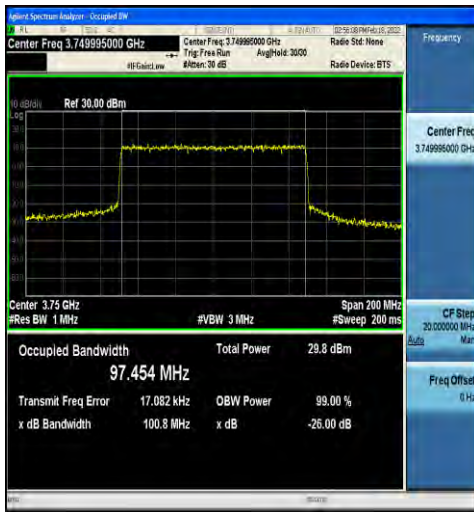 Agilent Spectrum Analyzer - Occupied BW
Center Freq 3.749995000 GHz
#IFGain:Low
Center Freq: 3.749995000 GHz
Trig: Free Run Avg|Hold: 30/30
#Atten: 30 dB
02:56:08 PM Feb 18, 2022
Radio Std: None
Radio Device: BTS
Frequency
10 dB/div Ref 30.00 dBm
Log
Center Freq
3.749995000 GHz
Center 3.75 GHz
Span 200 MHz
#Res BW 1 MHz
#VBW 3 MHz
#Sweep 200 ms
CF Step
20.000000 MHz
Auto Man
Occupied Bandwidth
97.454 MHz
Total Power 29.8 dBm
Transmit Freq Error 17.082 kHz
OBW Power 99.00 %
x dB Bandwidth 100.8 MHz
x dB -26.00 dB
Freq Offset
0 Hz